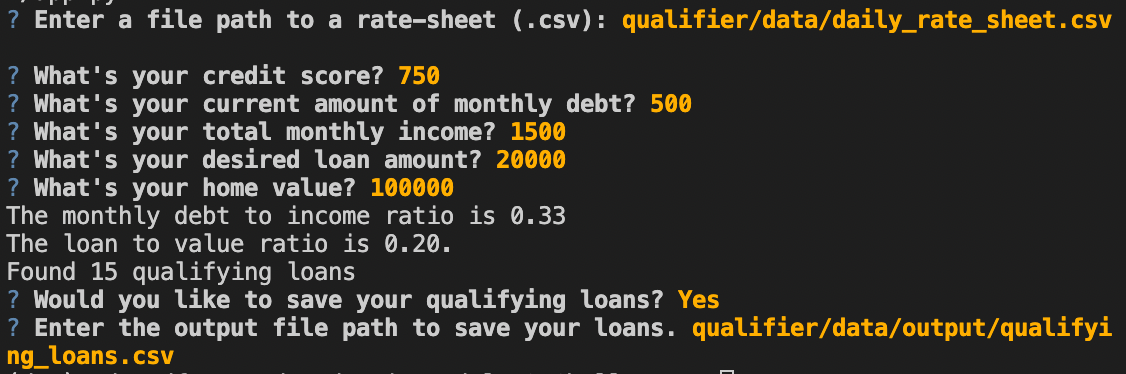 ? Enter a file path to a rate-sheet (.csv): qualifier/data/daily_rate_sheet.csv
? What's your credit score? 750
? What's your current amount of monthly debt? 500
? What's your total monthly income? 1500
? What's your desired loan amount? 20000
? What's your home value? 100000
The monthly debt to income ratio is 0.33
The loan to value ratio is 0.20.
Found 15 qualifying loans
? Would you like to save your qualifying loans? Yes
? Enter the output file path to save your loans. qualifier/data/output/qualifyi
ng_loans.csv